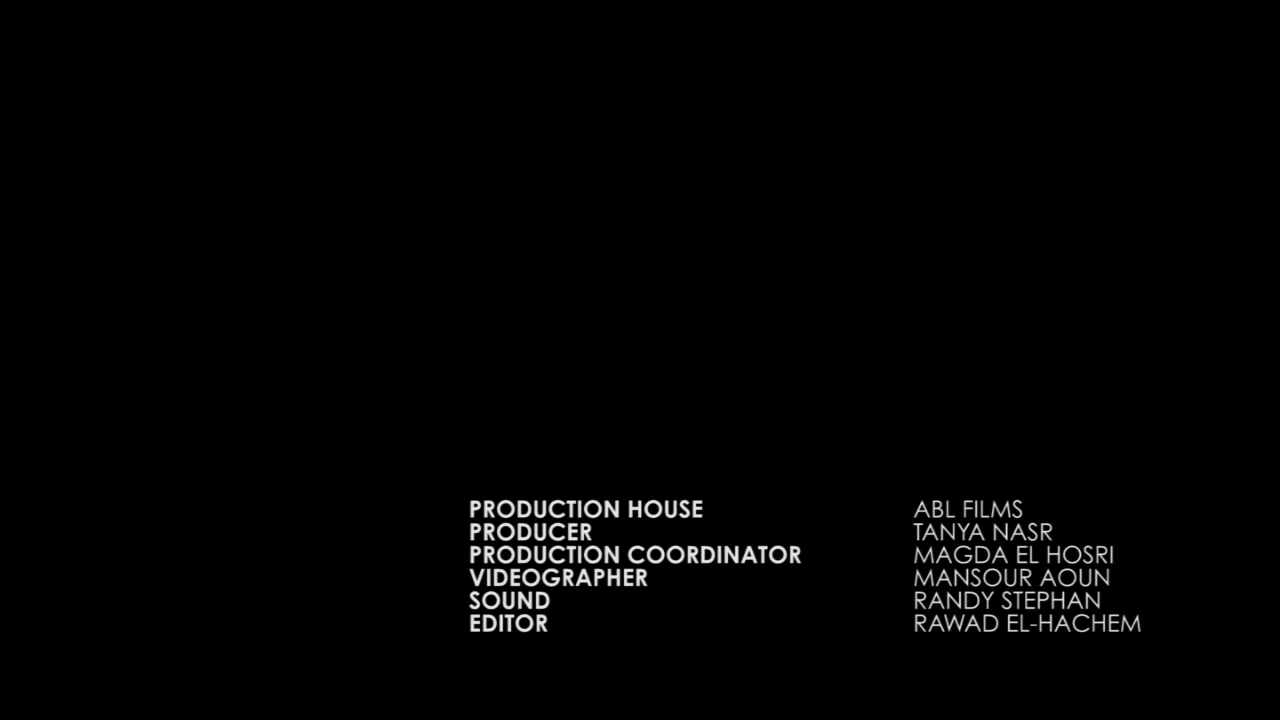 PRODUCTION HOUSE ABL FILMS
PRODUCER TANYA NASR
PRODUCTION COORDINATOR MAGDA EL HOSRI
VIDEOGRAPHER MANSOUR AOUN
SOUND RANDY STEPHAN
EDITOR RAWAD EL-HACHEM